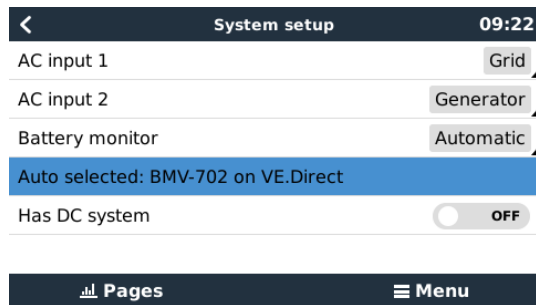 System setup 09:22
AC input 1 Grid
AC input 2 Generator
Battery monitor Automatic
Auto selected: BMV-702 on VE.Direct
Has DC system OFF
Pages Menu